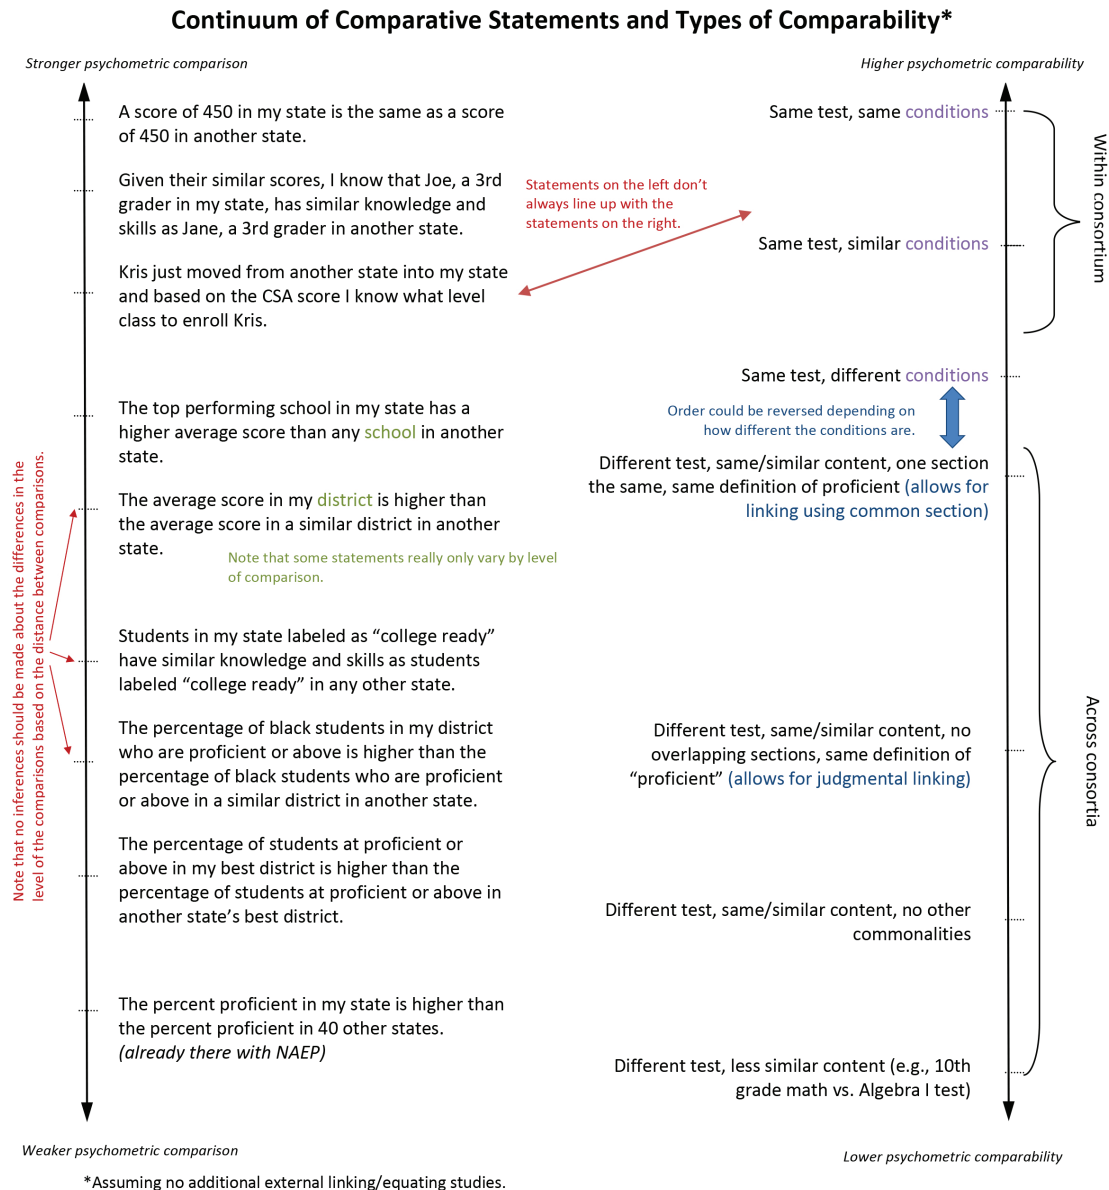 Continuum of Comparative Statements and Types of Comparability*
Stronger psychometric comparison
Higher psychometric comparability
A score of 450 in my state is the same as a score
of 450 in another state.
Given their similar scores, I know that Joe, a 3rd
grader in my state, has similar knowledge and
skills as Jane, a 3rd grader in another state.
Kris just moved from another state into my state
and based on the CSA score I know what level
class to enroll Kris.
The top performing school in my state has a
higher average score than any school in another
state.
The average score in my district is higher than
the average score in a similar district in another
state.
Note that some statements really only vary by level
of comparison.
Students in my state labeled as “college ready”
have similar knowledge and skills as students
labeled “college ready” in any other state.
The percentage of black students in my district
who are proficient or above is higher than the
percentage of black students who are proficient
or above in a similar district in another state.
The percentage of students at proficient or
above in my best district is higher than the
percentage of students at proficient or above in
another state’s best district.
The percent proficient in my state is higher than
the percent proficient in 40 other states.
(already there with NAEP)
Note that no inferences should be made about the differences in the
level of the comparisons based on the distance between comparisons.
Statements on the left don’t
always line up with the
statements on the right.
Same test, same conditions
Same test, similar conditions
Same test, different conditions
Order could be reversed depending on
how different the conditions are.
Different test, same/similar content, one section
the same, same definition of proficient (allows for
linking using common section)
Different test, same/similar content, no
overlapping sections, same definition of
“proficient” (allows for judgmental linking)
Different test, same/similar content, no other
commonalities
Different test, less similar content (e.g., 10th
grade math vs. Algebra I test)
Within consortium
Across consortia
Weaker psychometric comparison
Lower psychometric comparability
*Assuming no additional external linking/equating studies.